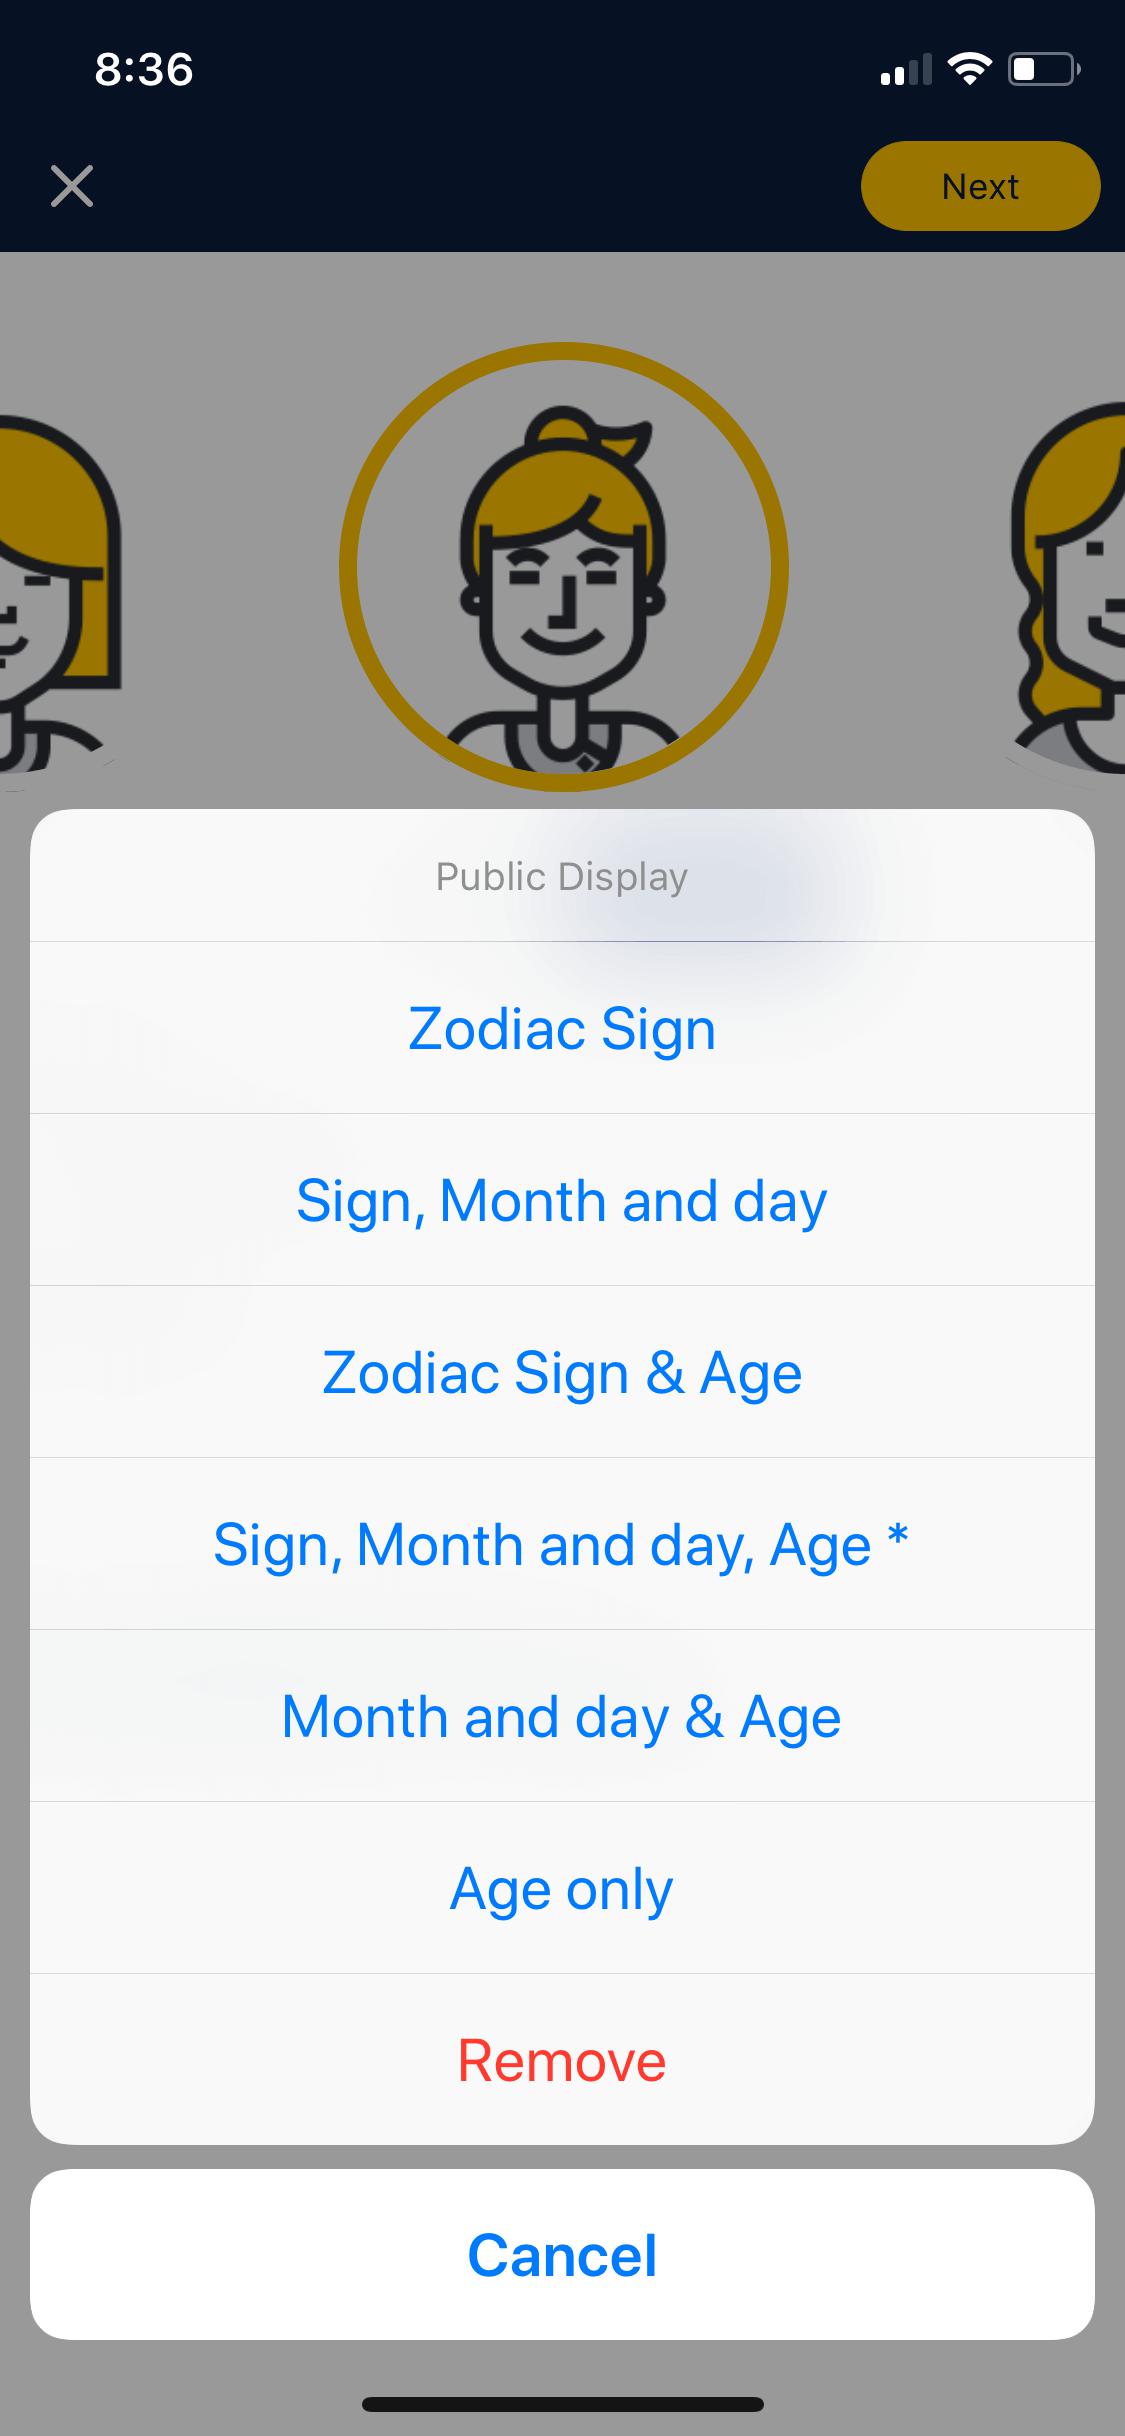 8:36
Next
Public Display
Zodiac Sign
Sign, Month and day
Zodiac Sign & Age
Sign, Month and day, Age *
Month and day & Age
Age only
Remove
Cancel